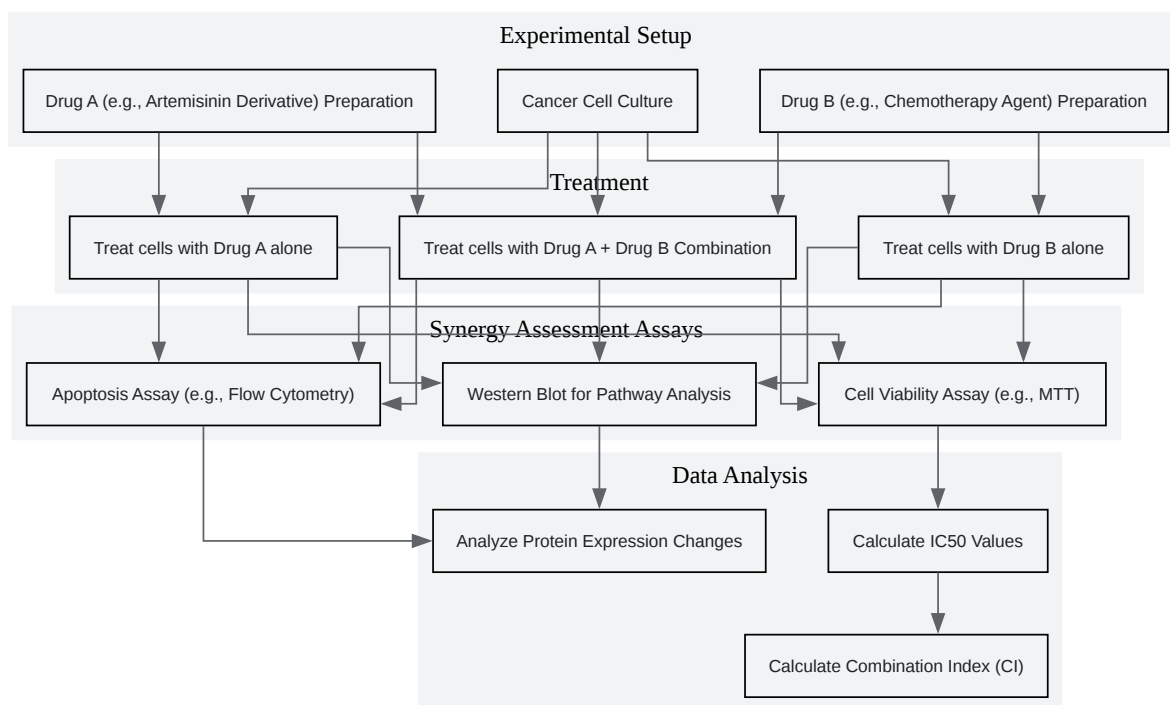 Experimental Setup
Drug A (e.g., Artemisinin Derivative) Preparation
Cancer Cell Culture
Drug B (e.g., Chemotherapy Agent) Preparation
Treatment
Treat cells with Drug A alone
Treat cells with Drug A + Drug B Combination
Treat cells with Drug B alone
Synergy Assessment Assays
Apoptosis Assay (e.g., Flow Cytometry)
Western Blot for Pathway Analysis
Cell Viability Assay (e.g., MTT)
Data Analysis
Analyze Protein Expression Changes
Calculate IC50 Values
Calculate Combination Index (CI)